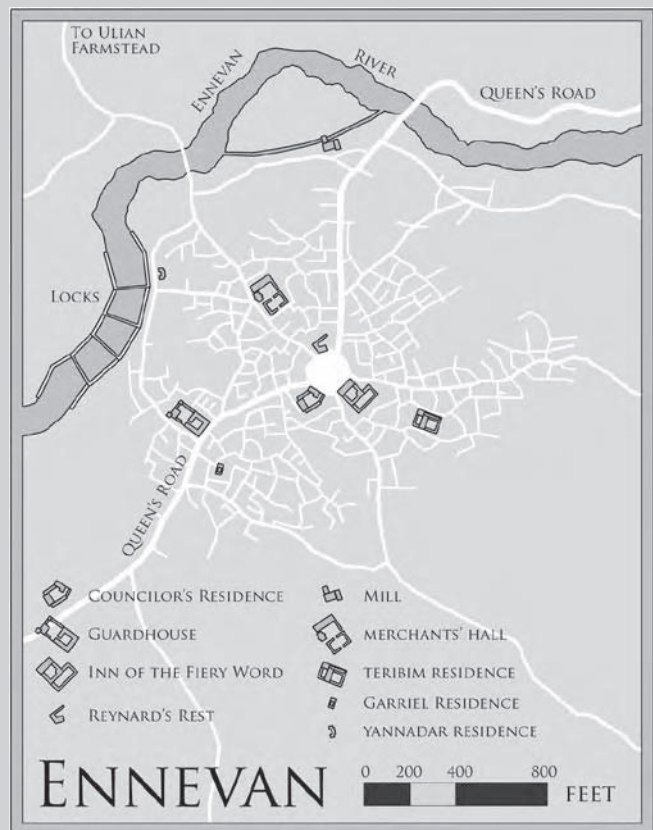 TO ULIAN
FARMSTEAD
ENNEVAN
RIVER
QUEEN'S ROAD
LOCKS
QUEEN'S ROAD
COUNCILOR'S RESIDENCE
GUARDHOUSE
INN OF THE FIERY WORD
REYNARD'S REST
MILL
MERCHANTS' HALL
TERIBIM RESIDENCE
GARRIEL RESIDENCE
YANNADAR RESIDENCE
ENNEVAN
0 200 400 800
FEET